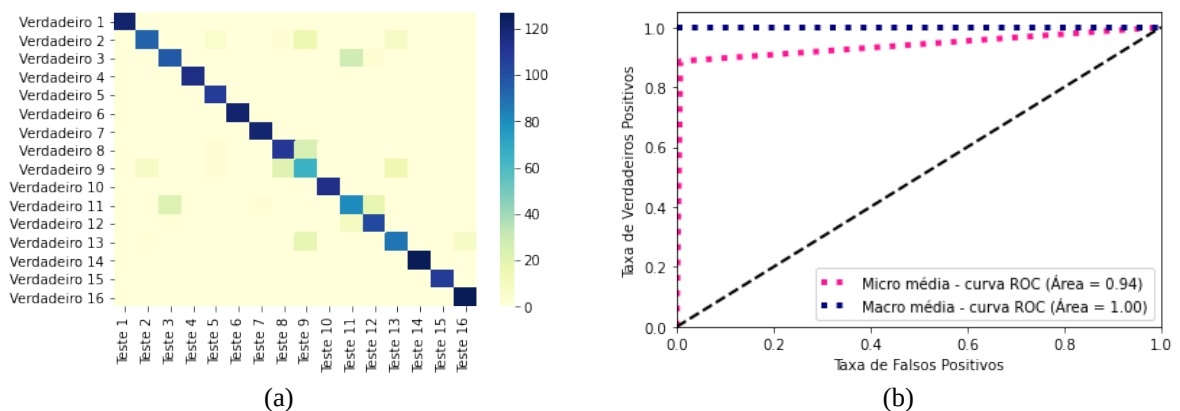 Verdadeiro 1
Verdadeiro 2
Verdadeiro 3
Verdadeiro 4
Verdadeiro 5
Verdadeiro 6
Verdadeiro 7
Verdadeiro 8
Verdadeiro 9
Verdadeiro 10
Verdadeiro 11
Verdadeiro 12
Verdadeiro 13
Verdadeiro 14
Verdadeiro 15
Verdadeiro 16
Teste 1
Teste 2
Teste 3
Teste 4
Teste 5
Teste 6
Teste 7
Teste 8
Teste 9
Teste 10
Teste 11
Teste 12
Teste 13
Teste 14
Teste 15
Teste 16
120
100
80
60
40
20
0
(a)
Taxa de Verdadeiros Positivos
1.0
0.8
0.6
0.4
0.2
0.0
Micro média - curva ROC (Área = 0.94)
Macro média - curva ROC (Área = 1.00)
0.0
0.2
0.4
0.6
0.8
1.0
Taxa de Falsos Positivos
(b)